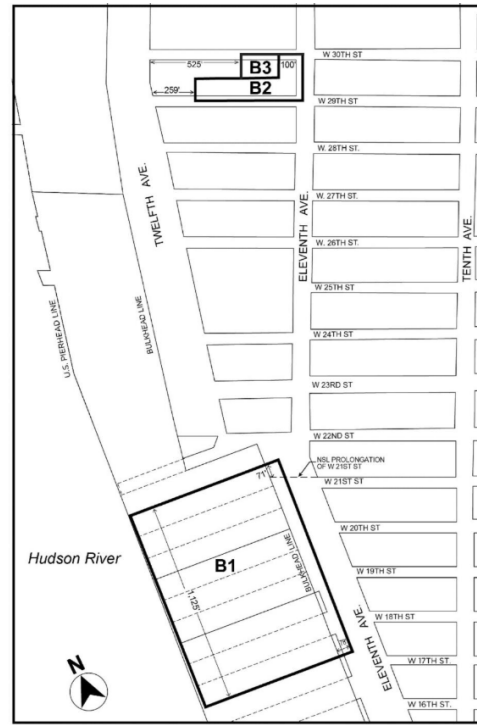 W 30TH ST
525
B3
100'
B2
259'
W 29TH ST
W. 28TH ST.
TWELFTH AVE.
ELEVENTH AVE.
TENTH AVE.
W. 27TH ST.
W. 26TH ST.
W 25TH ST
W 24TH ST
U.S. PIERHEAD LINE
BULKHEAD LINE
W 23RD ST
W 22ND ST
NSL PROLONGATION
OF W 21ST ST
71'
W 21ST ST
W 20TH ST
Hudson River
B1
BULKHEAD LINE
1,125'
W 19TH ST
ELEVENTH AVE.
W 18TH ST
W 17TH ST.
W 16TH ST.
N